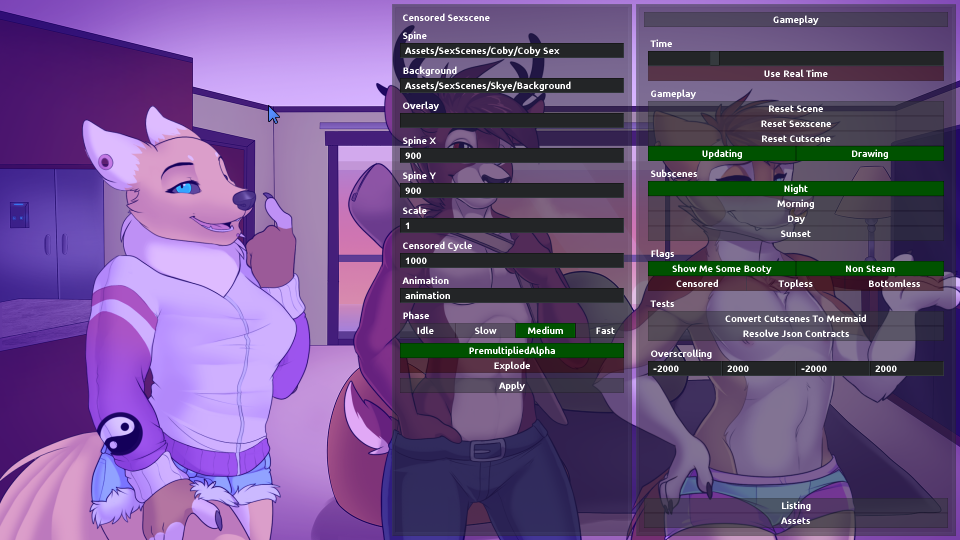 Censored Sexscene
Spine
Assets/SexScenes/Coby/Coby Sex
Background
Assets/SexScenes/Skye/Background
Overlay
Spine X
900
Spine Y
900
Scale
1
Censored Cycle
1000
Animation
animation
Phase
Idle Slow Medium Fast
PremultipliedAlpha
Explode
Apply
Gameplay
Time
Use Real Time
Gameplay
Reset Scene
Reset Sexscene
Reset Cutscene
Updating Drawing
Subscenes
Night
Morning
Day
Sunset
Flags
Show Me Some Booty Non Steam
Censored Topless Bottomless
Tests
Convert Cutscenes To Mermaid
Resolve Json Contracts
Overscrolling
-2000 2000 -2000 2000
Listing
Assets